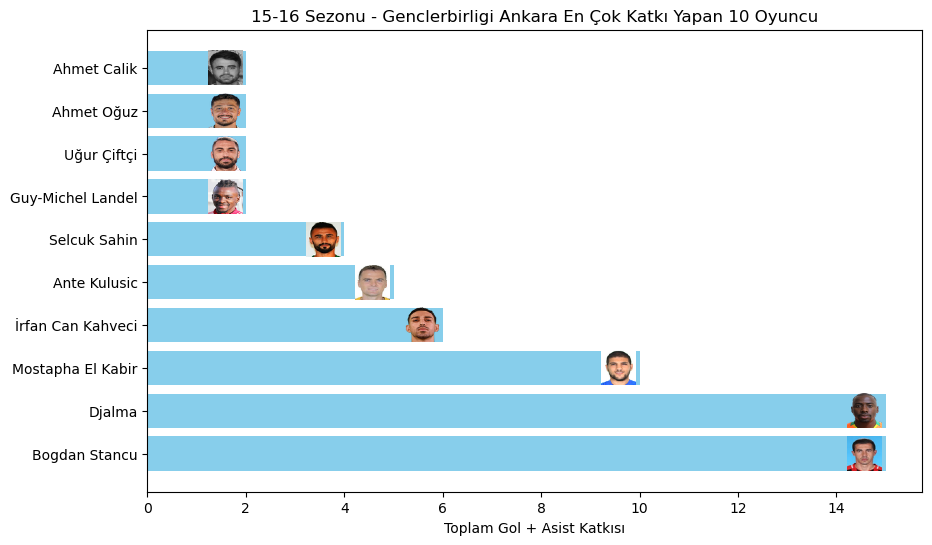 15-16 Sezonu - Genclerbirligi Ankara En Çok Katkı Yapan 10 Oyuncu
Ahmet Calik
Ahmet Oğuz
Uğur Çiftçi
Guy-Michel Landel
Selcuk Sahin
Ante Kulusic
İrfan Can Kahveci
Mostapha El Kabir
Djalma
Bogdan Stancu
0 2 4 6 8 10 12 14
Toplam Gol + Asist Katkısı